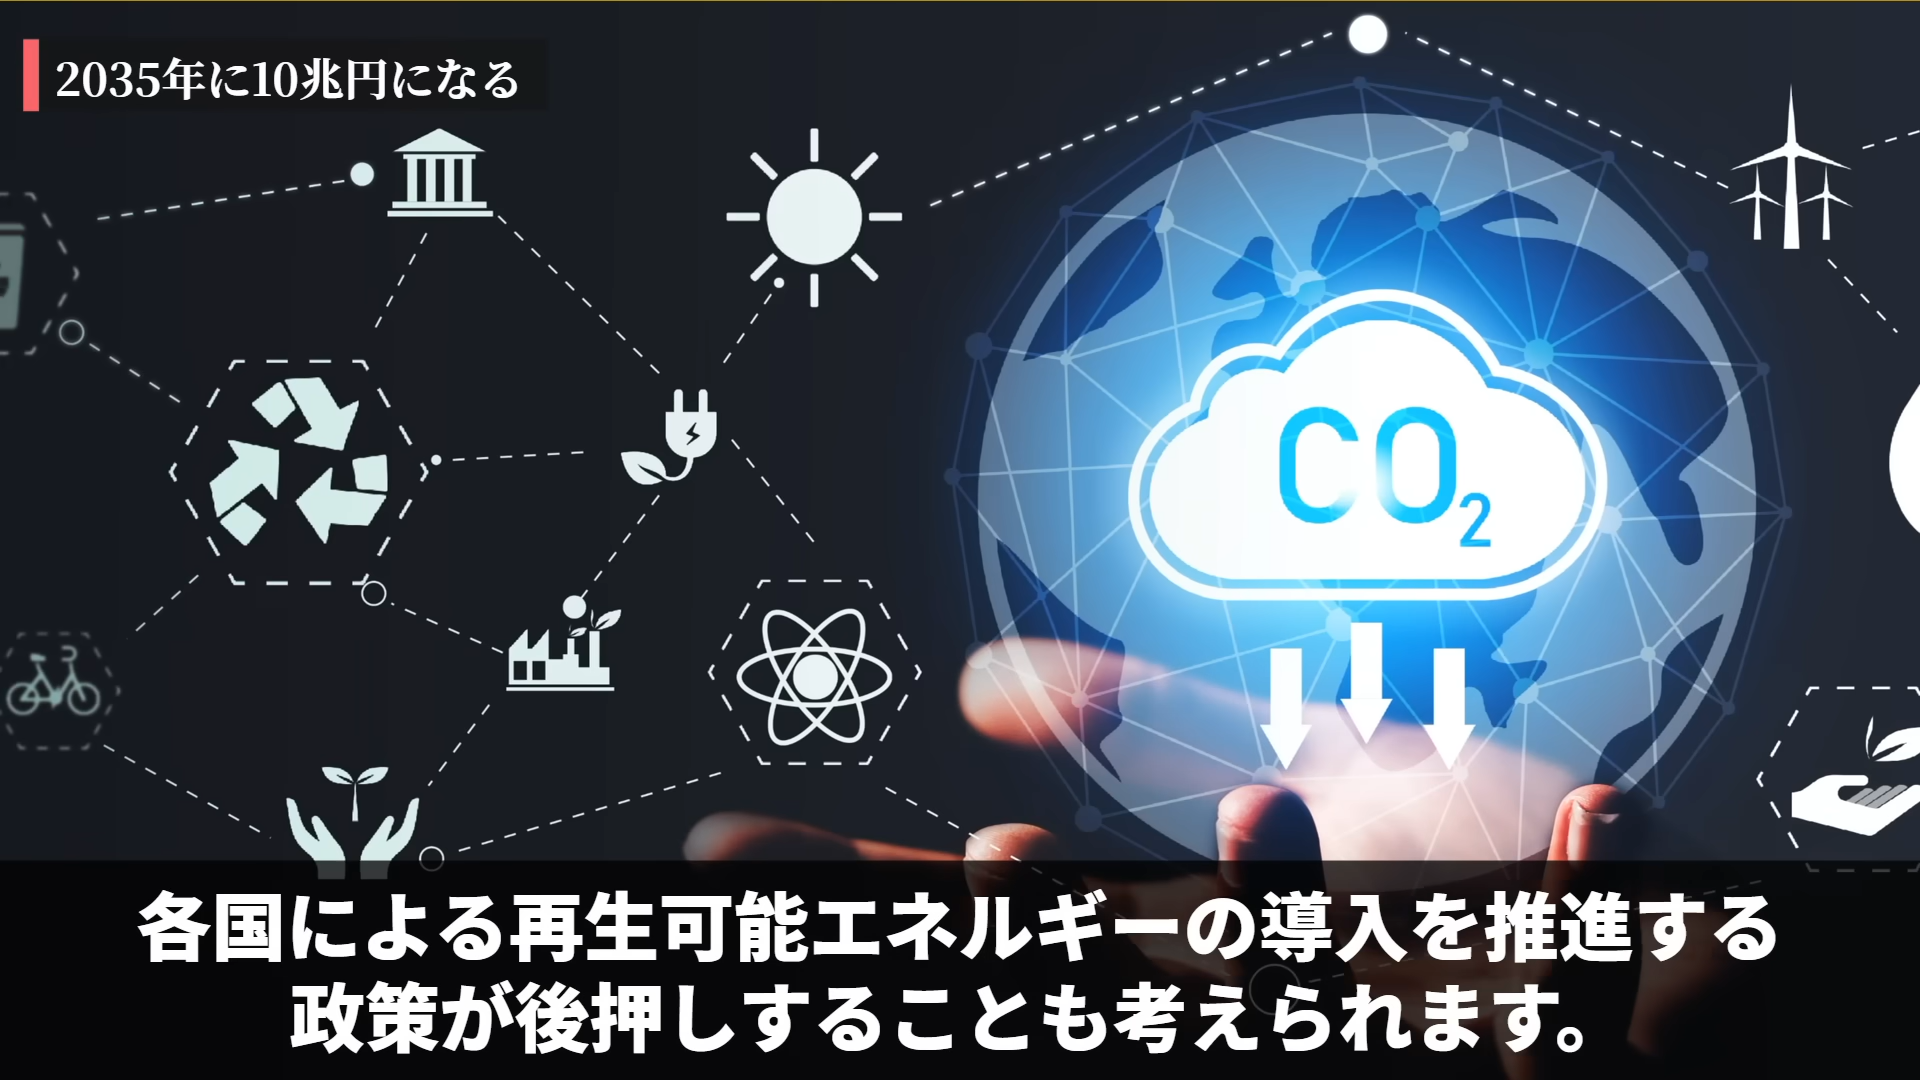 2035年に10兆円になる
CO₂
各国による再生可能エネルギーの導入を推進する
政策が後押しすることも考えられます。